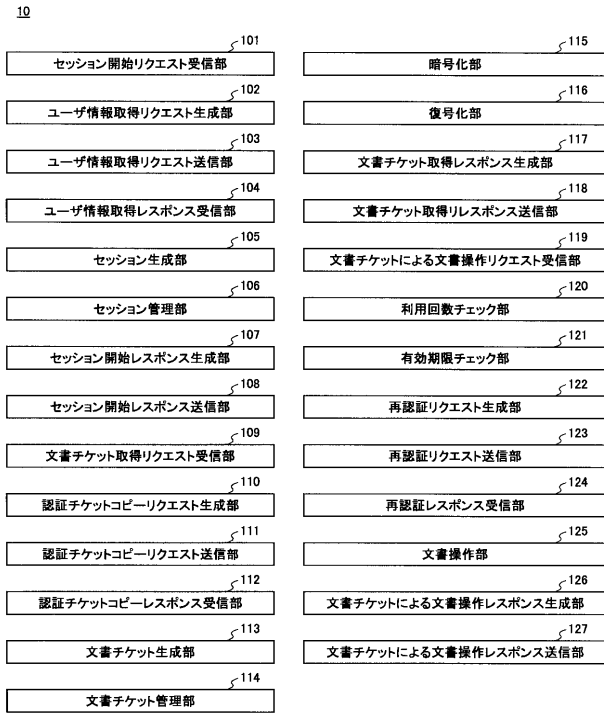 10
101
セッション開始リクエスト受信部
102
ユーザ情報取得リクエスト生成部
103
ユーザ情報取得リクエスト送信部
104
ユーザ情報取得レスポンス受信部
105
セッション生成部
106
セッション管理部
107
セッション開始レスポンス生成部
108
セッション開始レスポンス送信部
109
文書チケット取得リクエスト受信部
110
認証チケットコピーリクエスト生成部
111
認証チケットコピーリクエスト送信部
112
認証チケットコピーレスポンス受信部
113
文書チケット生成部
114
文書チケット管理部
115
暗号化部
116
復号化部
117
文書チケット取得レスポンス生成部
118
文書チケット取得リレスポンス送信部
119
文書チケットによる文書操作リクエスト受信部
120
利用回数チェック部
121
有効期限チェック部
122
再認証リクエスト生成部
123
再認証リクエスト送信部
124
再認証レスポンス受信部
125
文書操作部
126
文書チケットによる文書操作レスポンス生成部
127
文書チケットによる文書操作レスポンス送信部